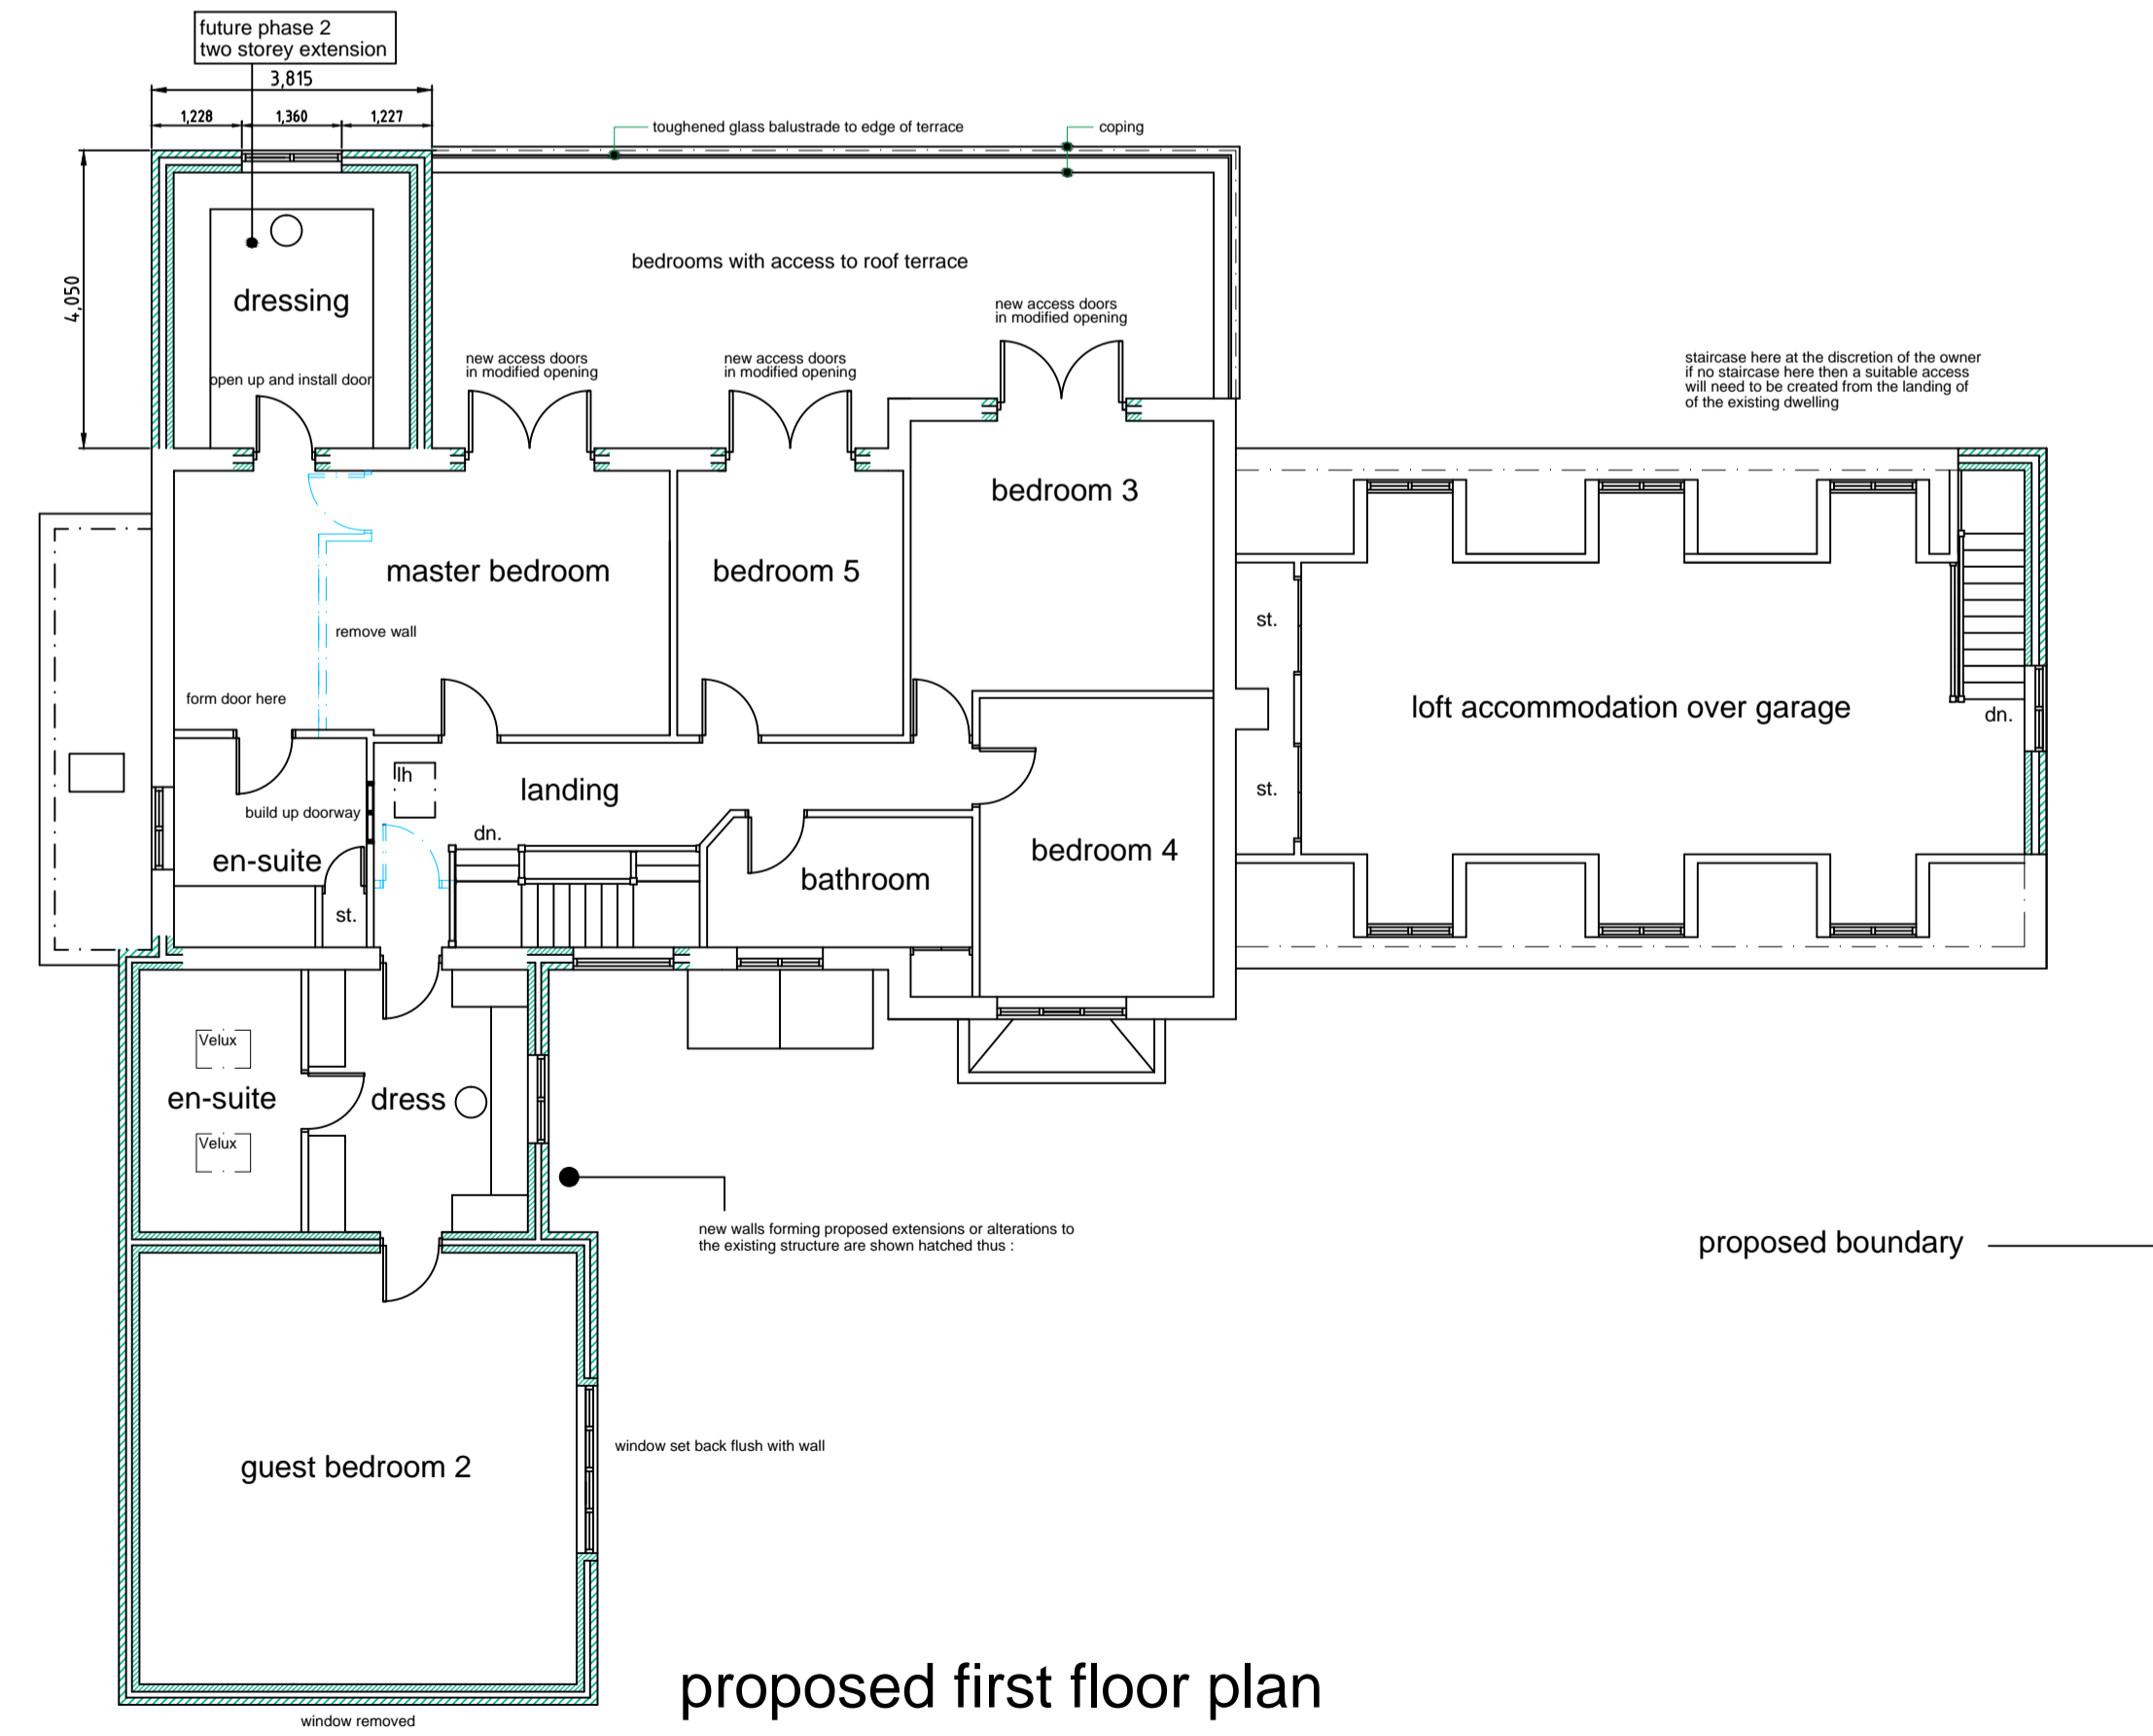 future phase 2
two storey extension
3,815
1,228
1,360
1,227
toughened glass balustrade to edge of terrace
coping
4,050
bedrooms with access to roof terrace
dressing
new access doors
in modified opening
open up and install door
new access doors
in modified opening
new access doors
in modified opening
staircase here at the discretion of the owner
if no staircase here then a suitable access
will need to be created from the landing of
of the existing dwelling
bedroom 3
master bedroom
bedroom 5
remove wall
st.
form door here
loft accommodation over garage
dn.
lh
landing
st.
build up doorway
dn.
en-suite
bathroom
bedroom 4
st.
Velux
en-suite
dress
Velux
new walls forming proposed extensions or alterations to
the existing structure are shown hatched thus :
proposed boundary
window set back flush with wall
guest bedroom 2
proposed first floor plan
window removed